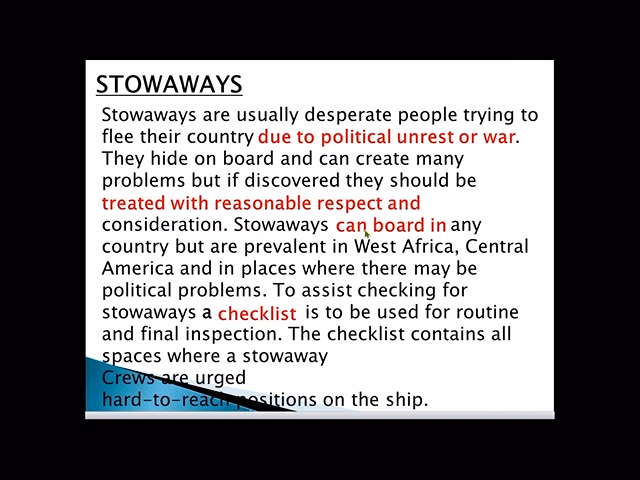 STOWAWAYS
Stowaways are usually desperate people trying to
flee their country due to political unrest or war.
They hide on board and can create many
problems but if discovered they should be
treated with reasonable respect and
consideration. Stowaways can board in any
country but are prevalent in West Africa, Central
America and in places where there may be
political problems. To assist checking for
stowaways a checklist is to be used for routine
and final inspection. The checklist contains all
spaces where a stowaway
Crews are urged
hard-to-reach positions on the ship.